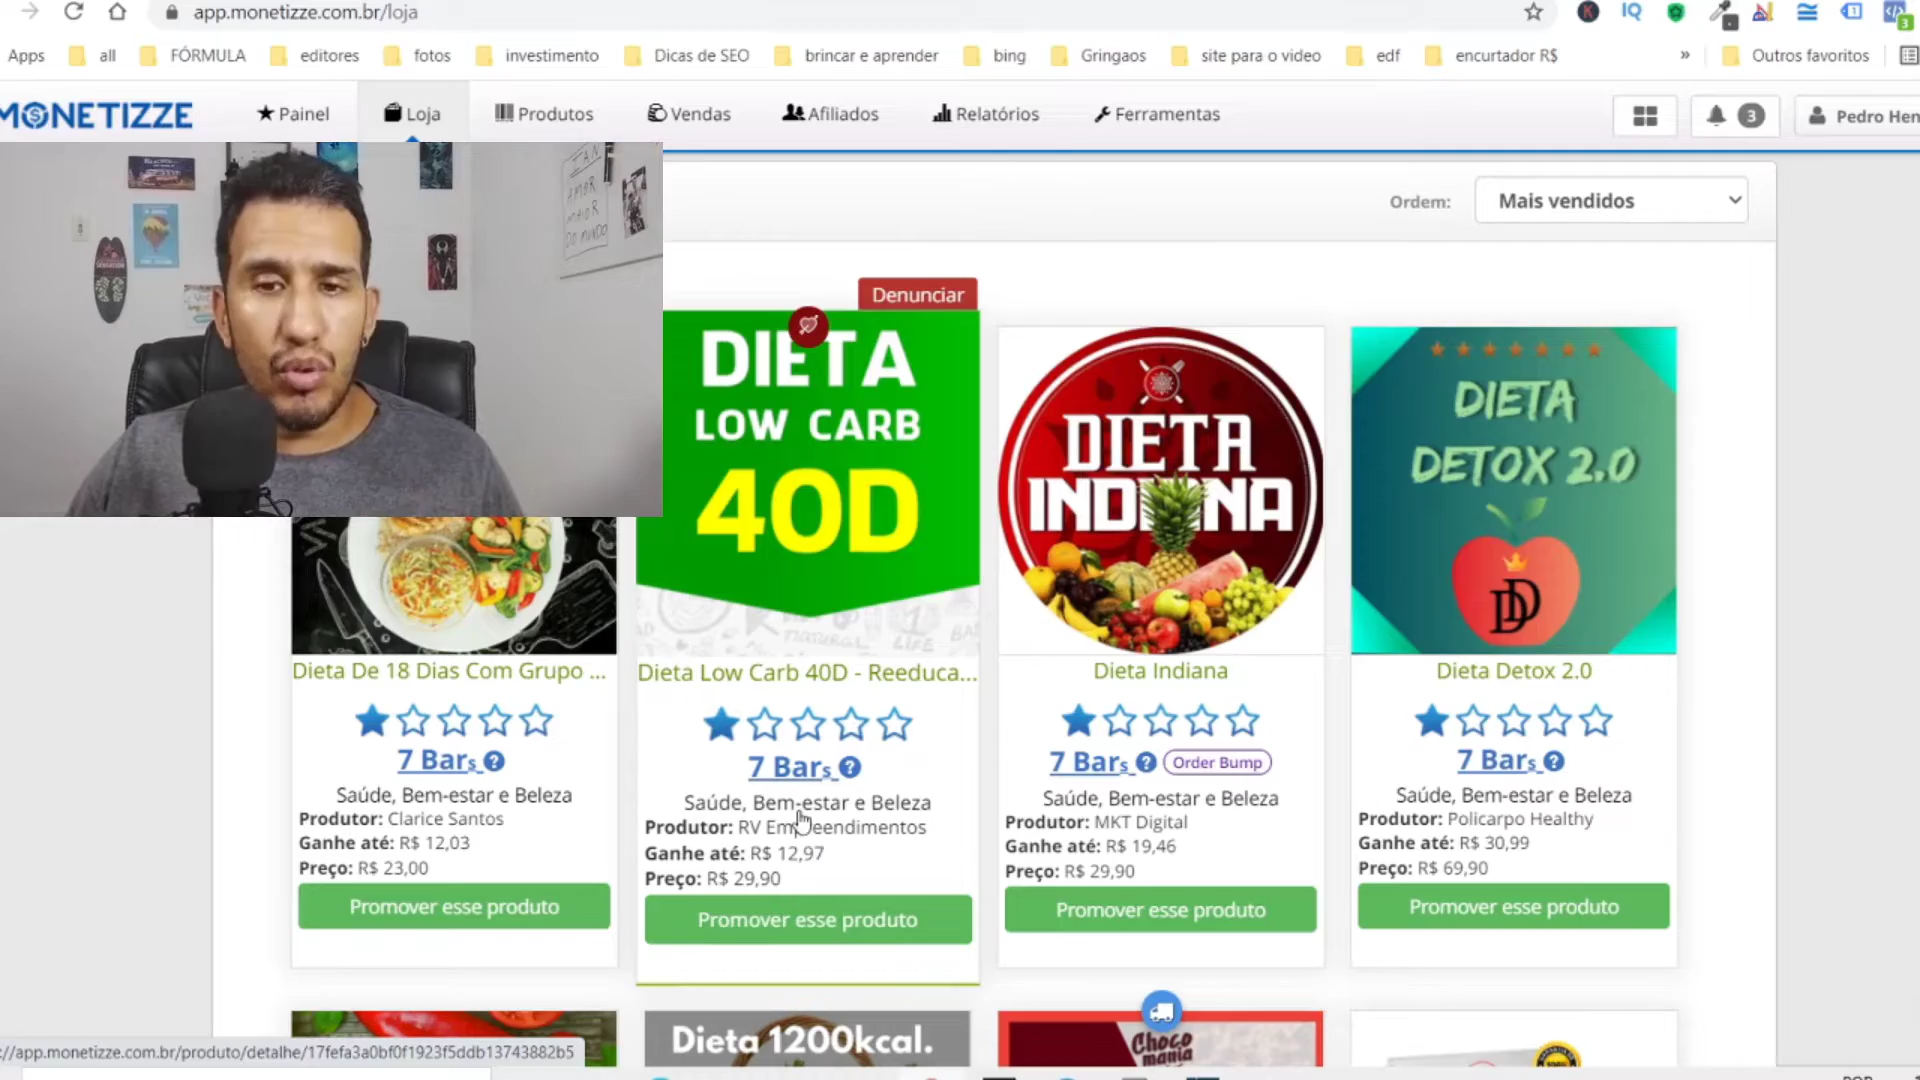 app.monetizze.com.br/loja
Apps
all
FÓRMULA
editores
fotos
investimento
Dicas de SEO
brincar e aprender
bing
Gringaos
site para o video
edf
encurtador R$
»
Outros favoritos
MONETIZZE
Painel
Loja
Produtos
Vendas
Afiliados
Relatórios
Ferramentas
3
Pedro Hen
Ordem:
Mais vendidos
AMOR
MAIOR
DO MUNDO
Denunciar
DIETA
LOW CARB
40D
DIETA
INDIANA
DIETA
DETOX 2.0
DD
Dieta De 18 Dias Com Grupo ...
7 Bars
Saúde, Bem-estar e Beleza
Produtor: Clarice Santos
Ganhe até: R$ 12,03
Preço: R$ 23,00
Promover esse produto
Dieta Low Carb 40D - Reeduca...
7 Bars
Saúde, Bem-estar e Beleza
Produtor: RV Empreendimentos
Ganhe até: R$ 12,97
Preço: R$ 29,90
Promover esse produto
Dieta Indiana
7 Bars
Order Bump
Saúde, Bem-estar e Beleza
Produtor: MKT Digital
Ganhe até: R$ 19,46
Preço: R$ 29,90
Promover esse produto
Dieta Detox 2.0
7 Bars
Saúde, Bem-estar e Beleza
Produtor: Policarpo Healthy
Ganhe até: R$ 30,99
Preço: R$ 69,90
Promover esse produto
Dieta 1200kcal.
Choco
mania
://app.monetizze.com.br/produto/detalhe/17fefa3a0bf0f1923f5ddb13743882b5